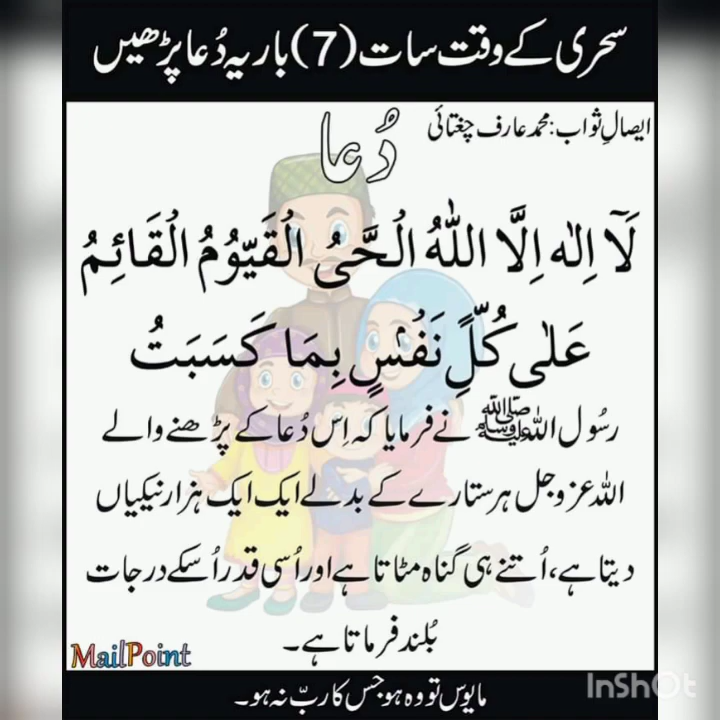 سحری کے وقت سات (7) بار یہ دُعا پڑھیں
ایصالِ ثواب: محمد عارف چغتائی
دُعا
لَآ اِلٰہَ اِلَّا اللّٰهُ الْحَیُّ الْقَیُّوْمُ الْقَائِمُ
عَلٰی کُلِّ نَفْسٍ بِمَا کَسَبَتْ
رسُول اللہ ﷺ نے فرمایا کہ اِس دُعا کے پڑھنے والے
اللہ عزوجل ہر ستارے کے بدلے ایک ایک ہزار نیکیاں
دیتا ہے، اُتنے ہی گناہ مٹاتا ہے اور اُسی قدر اُسکے درجات
بُلند فرماتا ہے۔
MailPoint
InShOt
مایوس تو وہ ہو جس کا ربّ نہ ہو۔